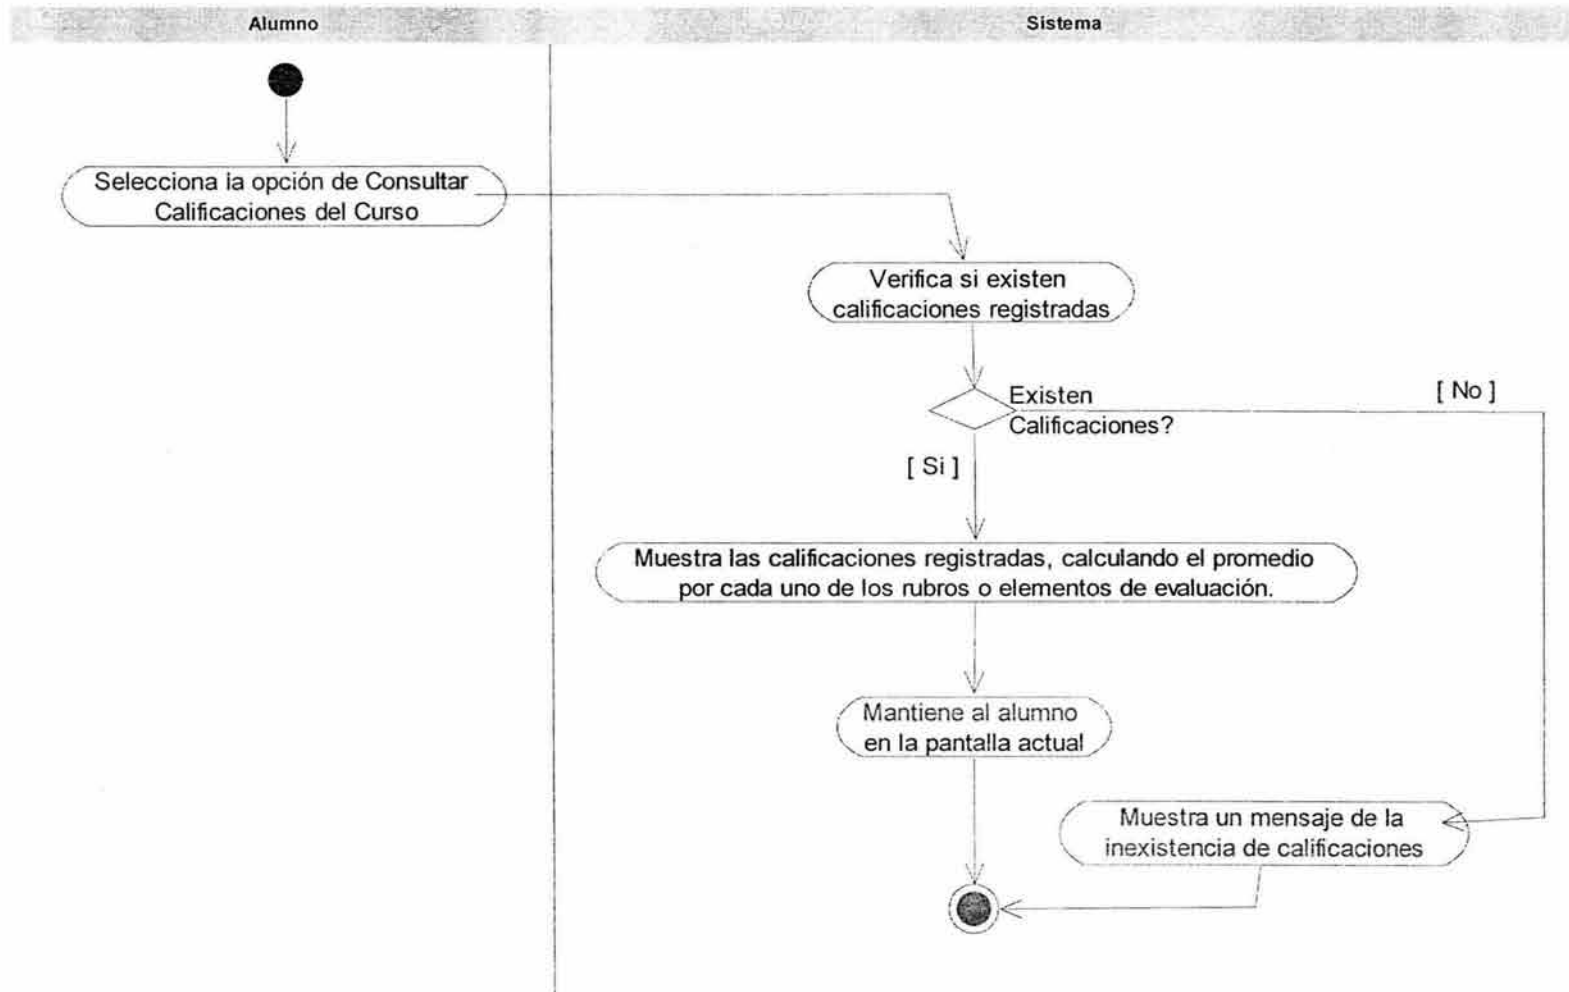 Alumno
Sistema
Selecciona la opción de Consultar
Calificaciones del Curso
Verifica si existen
calificaciones registradas
Existen
Calificaciones?
[ No ]
[ Si ]
Muestra las calificaciones registradas, calculando el promedio
por cada uno de los rubros o elementos de evaluación.
Mantiene al alumno
en la pantalla actual
Muestra un mensaje de la
inexistencia de calificaciones